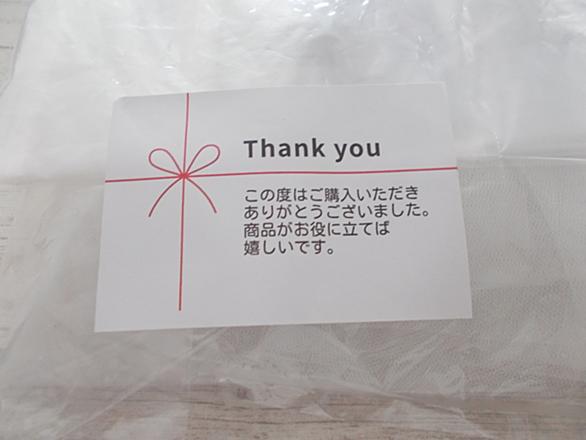 Thank you
この度はご購入いただき
ありがとうございました。
商品がお役に立てば
嬉しいです。